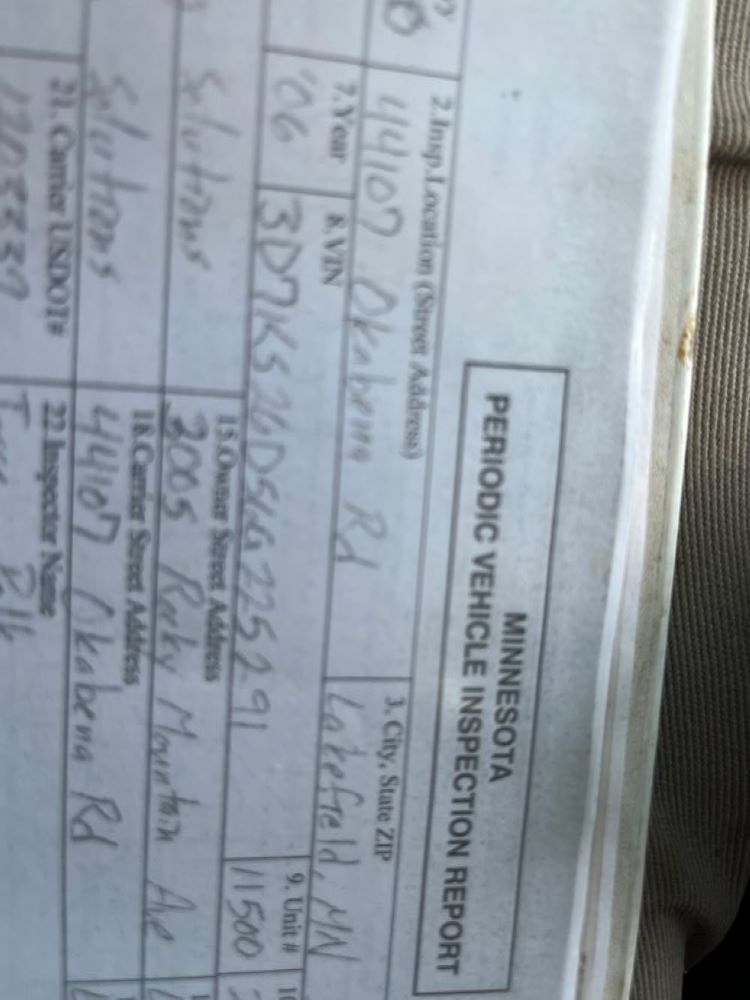 MINNESOTA
PERIODIC VEHICLE INSPECTION REPORT
2.Insp.Location (Street Address)
3. City, State ZIP
44107 Okabena Rd
Lakefield, MN
7.Year
8.VIN
9. Unit #
'06
11500
15.Owner Street Address
Solutions
3005 Rocky Mountain Ave
18.Carrier Street Address
Solutions
44107 Okabena Rd
21. Carrier USDOT#
22.Inspector Name